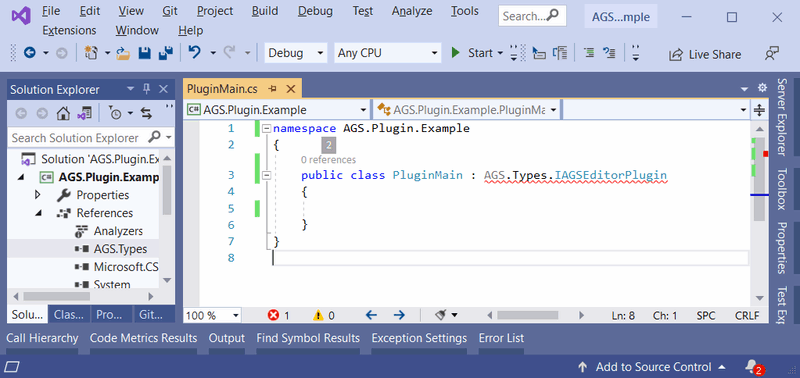 File Edit View Project Build Debug
Test Analyze Tools
Search...
AGS...mple
Extensions Window Help
Debug Any CPU Start Live Share
Solution Explorer
PluginMain.cs
AGS.Plugin.Example
AGS.Plugin.Example.PluginMa
Search Solution Explorer
Solution 'AGS.Plugin.Ex
AGS.Plugin.Examp
Properties
References
Analyzers
AGS.Types
Microsoft.CS
System
1 namespace AGS.Plugin.Example
2 {
2
0 references
3 public class PluginMain : AGS.Types.IAGSEditorPlugin
4 {
5
6 }
7 }
8
Server Explorer
Toolbox
Properties
Test Exp
Solu... Clas... Pro... Git...
100 % 1 0 Ln: 8 Ch: 1 SPC CRLF
Call Hierarchy Code Metrics Results Output Find Symbol Results Exception Settings Error List
Add to Source Control 2